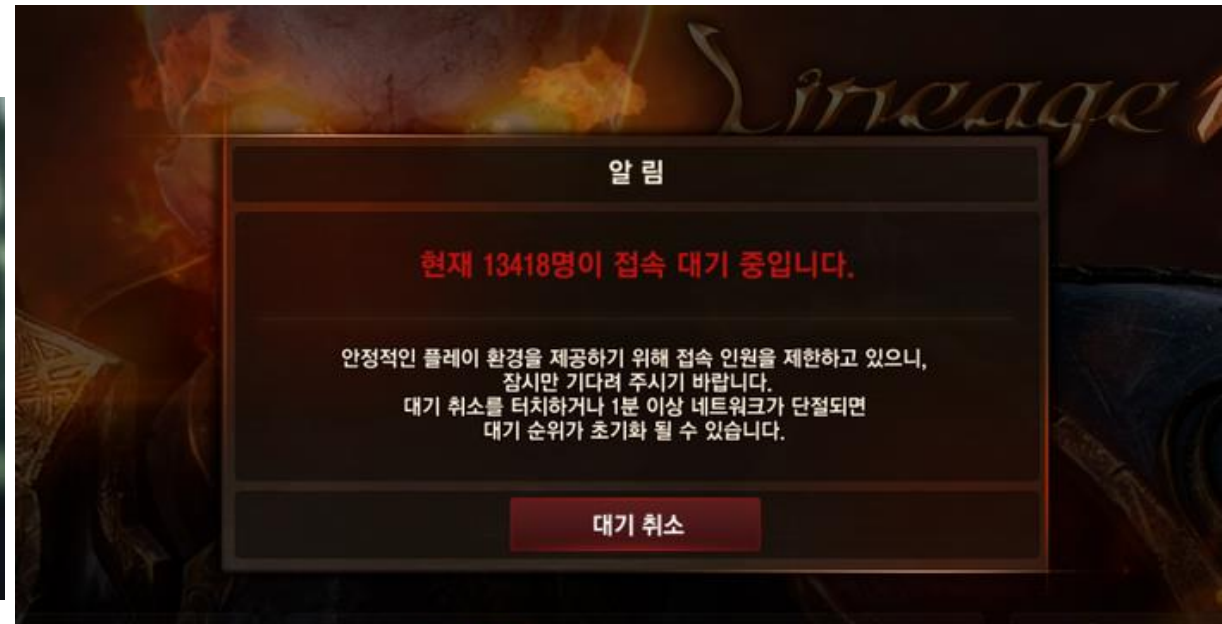 Lineage
알림
현재 13418명이 접속 대기 중입니다.
안정적인 플레이 환경을 제공하기 위해 접속 인원을 제한하고 있으니,
잠시만 기다려 주시기 바랍니다.
대기 취소를 터치하거나 1분 이상 네트워크가 단절되면
대기 순위가 초기화 될 수 있습니다.
대기 취소